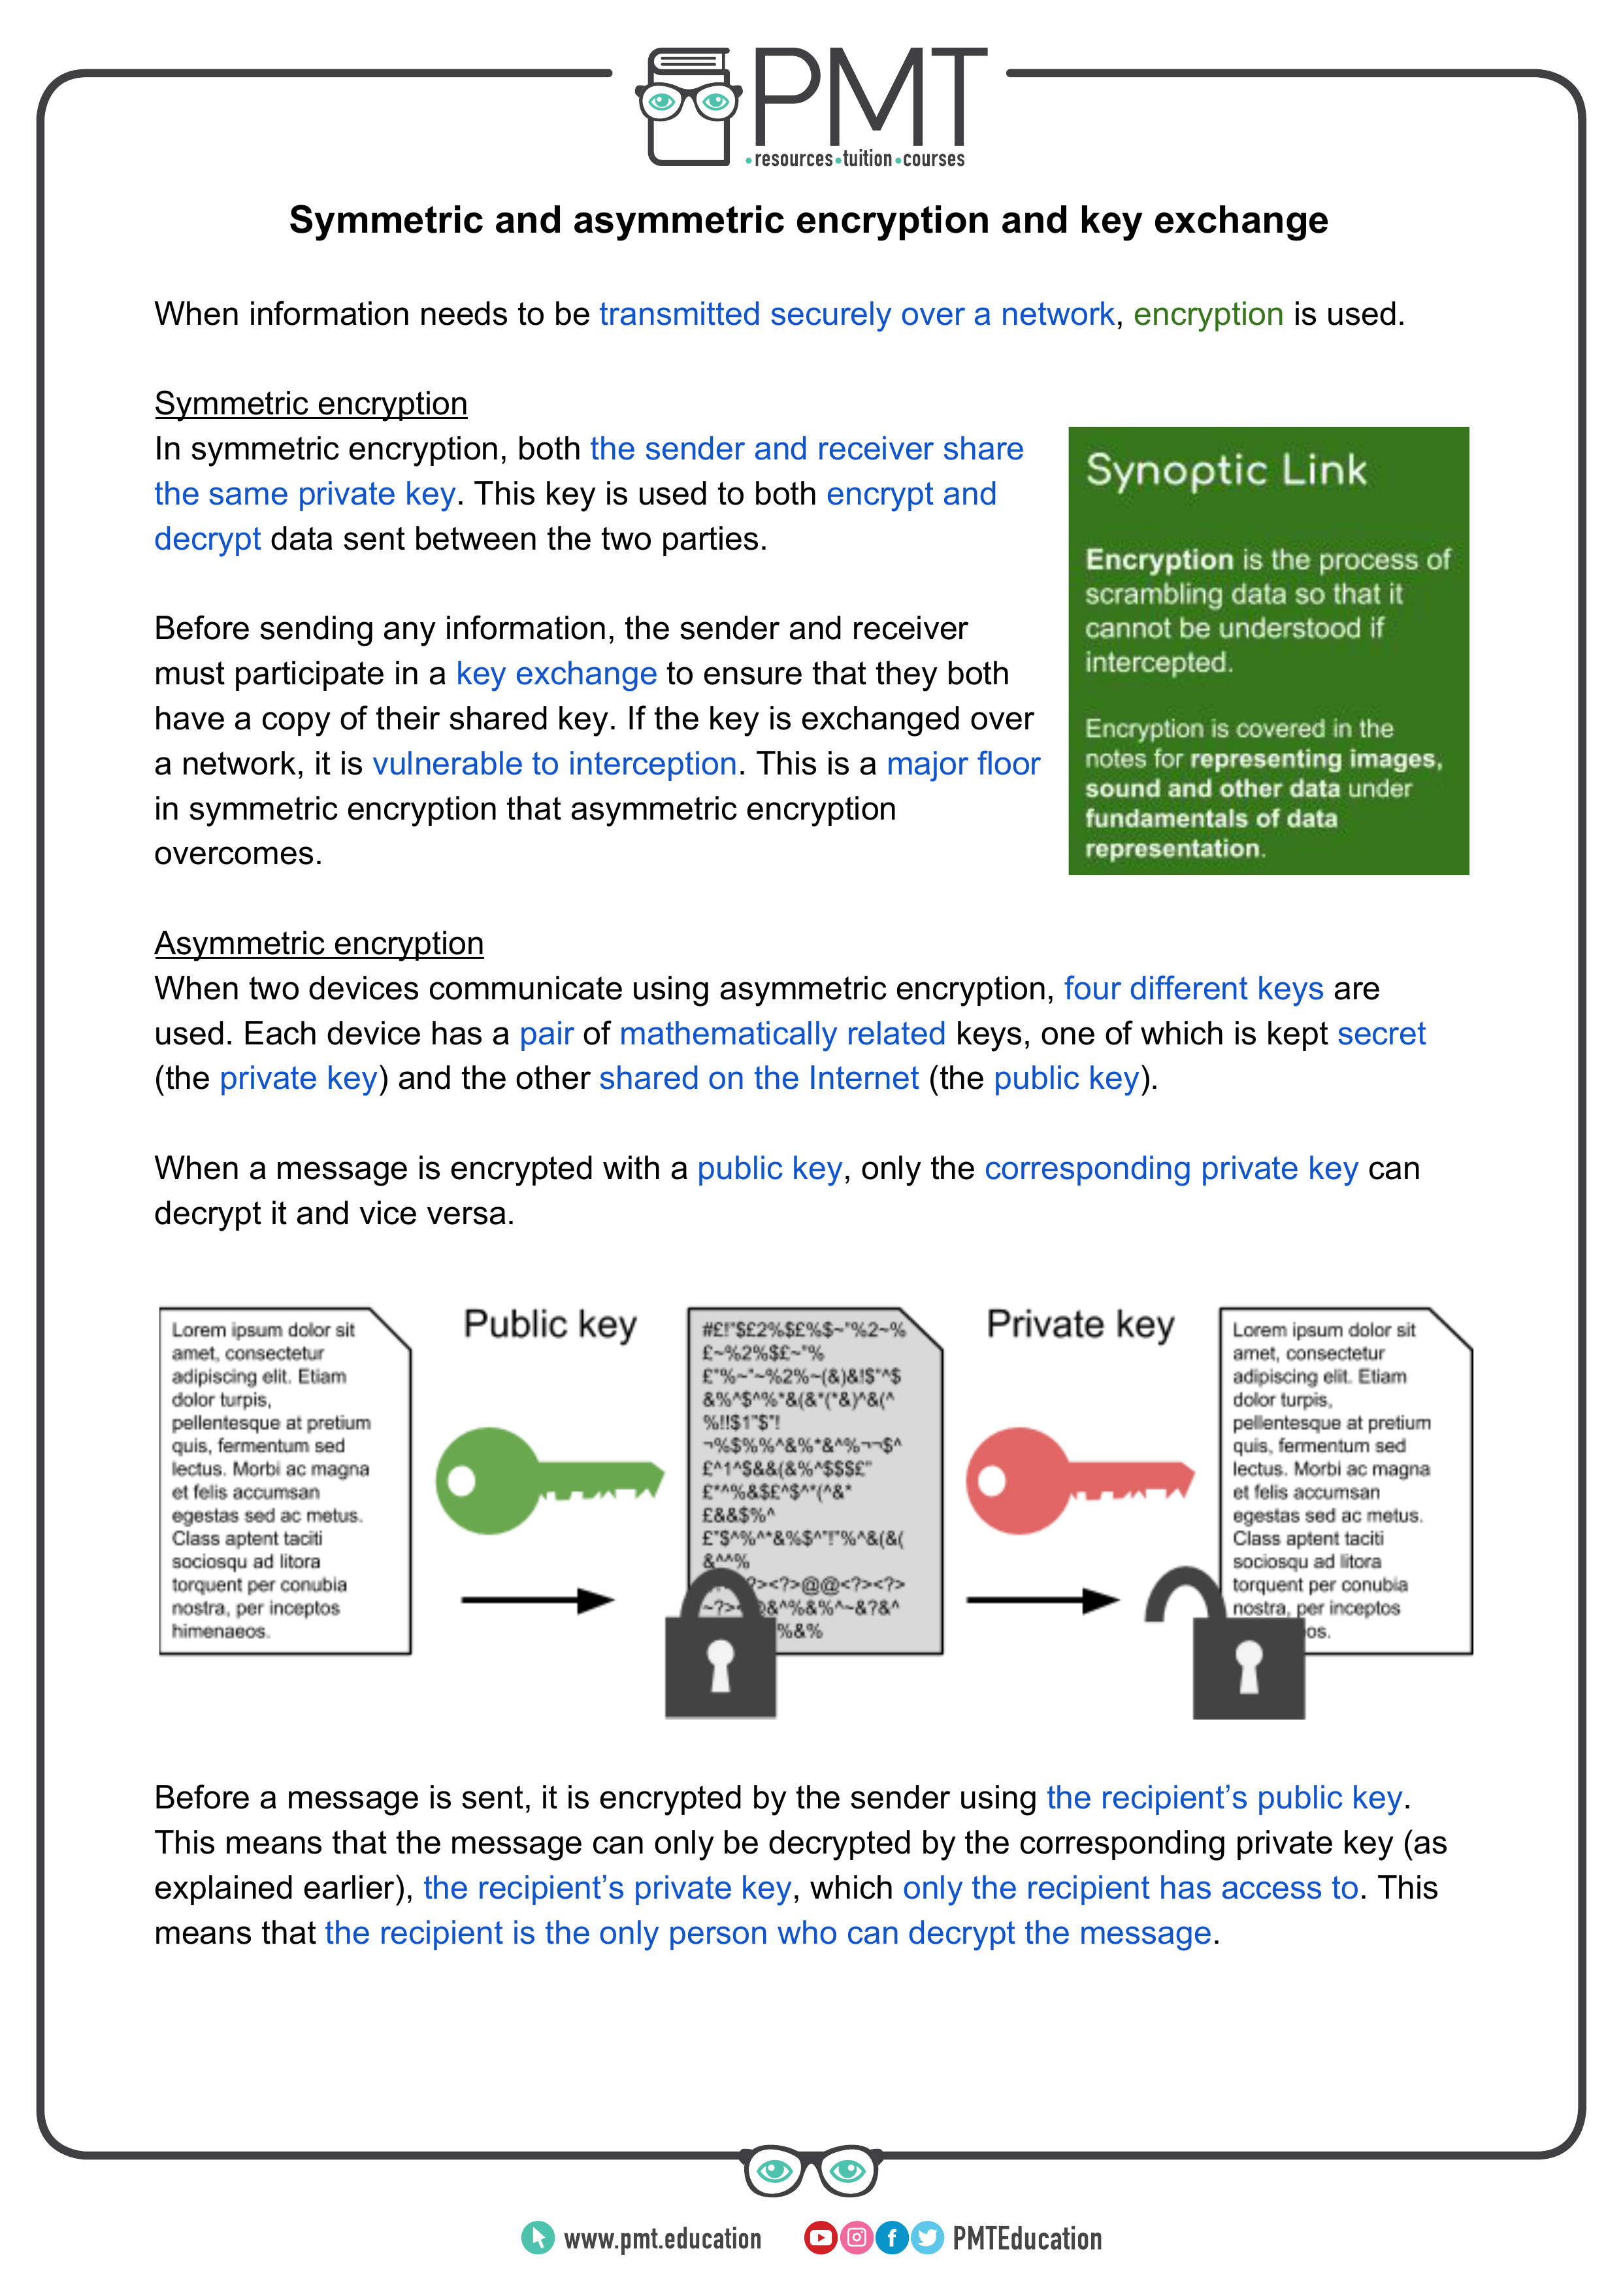 PMT
resources tuition courses
Symmetric and asymmetric encryption and key exchange
When information needs to be transmitted securely over a network, encryption is used.
Symmetric encryption
In symmetric encryption, both the sender and receiver share
the same private key. This key is used to both encrypt and
decrypt data sent between the two parties.
Before sending any information, the sender and receiver
must participate in a key exchange to ensure that they both
have a copy of their shared key. If the key is exchanged over
a network, it is vulnerable to interception. This is a major floor
in symmetric encryption that asymmetric encryption
overcomes.
Synoptic Link
Encryption is the process of
scrambling data so that it
cannot be understood if
intercepted.
Encryption is covered in the
notes for representing images,
sound and other data under
fundamentals of data
representation.
Asymmetric encryption
When two devices communicate using asymmetric encryption, four different keys are
used. Each device has a pair of mathematically related keys, one of which is kept secret
(the private key) and the other shared on the Internet (the public key).
When a message is encrypted with a public key, only the corresponding private key can
decrypt it and vice versa.
Lorem ipsum dolor sit
amet, consectetur
adipiscing elit. Etiam
dolor turpis,
pellentesque at pretium
quis, fermentum sed
lectus. Morbi ac magna
et felis accumsan
egestas sed ac metus.
Class aptent taciti
sociosqu ad litora
torquent per conubia
nostra, per inceptos
himenaeos.
Public key
#£!"$£2%$£%$~"%2~%
£~%2%$£~"%
£"%~"~%2%~(&)&!$"^$
&%^$^%*&(&*(*&)^&(^
%!!$1"$"!
¬%$%%^&%*&^%¬¬$^
£^1^$&&(&%^$$$£"
£*^%&$£^$^*(^&*
£&&$%^
£"$^%^*&%$^"!"%^&(&(
&^^%
?><?>@@<?><?>
~?><@&^%&%^~&?&^
%&%
Private key
Lorem ipsum dolor sit
amet, consectetur
adipiscing elit. Etiam
dolor turpis,
pellentesque at pretium
quis, fermentum sed
lectus. Morbi ac magna
et felis accumsan
egestas sed ac metus.
Class aptent taciti
sociosqu ad litora
torquent per conubia
nostra, per inceptos
os.
Before a message is sent, it is encrypted by the sender using the recipient’s public key.
This means that the message can only be decrypted by the corresponding private key (as
explained earlier), the recipient’s private key, which only the recipient has access to. This
means that the recipient is the only person who can decrypt the message.
www.pmt.education
PMTEducation